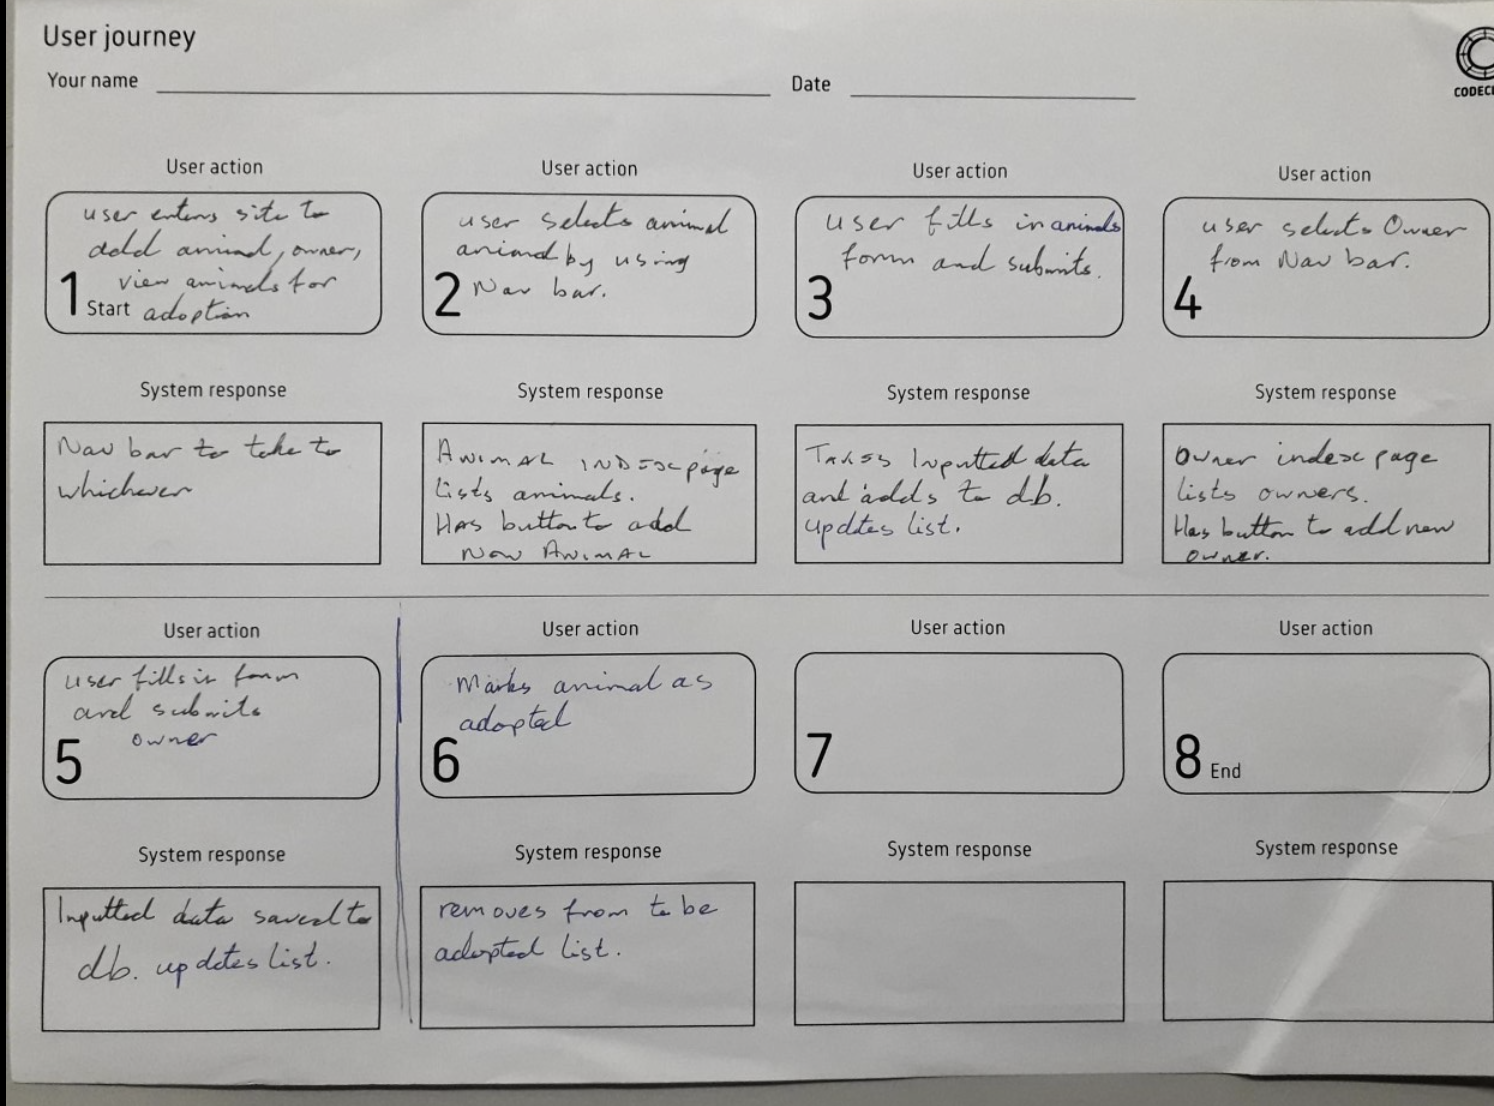 User journey
Your name
Date
CODECL
User action
User action
User action
User action
user enters site to
add animal, owner,
view animals for
1 Start adoption
user selects animal
animal by using
2 Nav bar.
user fills in animals
form and submits.
3
user selects Owner
from Nav bar.
4
System response
System response
System response
System response
Nav bar to take to
whichever
ANIMAL INDEX page
lists animals.
Has button to add
New ANIMAL
Takes Inputted data
and adds to db.
updates list.
Owner index page
lists owners.
Has button to add new
owner.
User action
User action
User action
User action
user fills in form
and submits
owner
5
Marks animal as
adopted
6
7
8 End
System response
System response
System response
System response
Inputted data saved to
db. updates list.
removes from to be
adopted list.